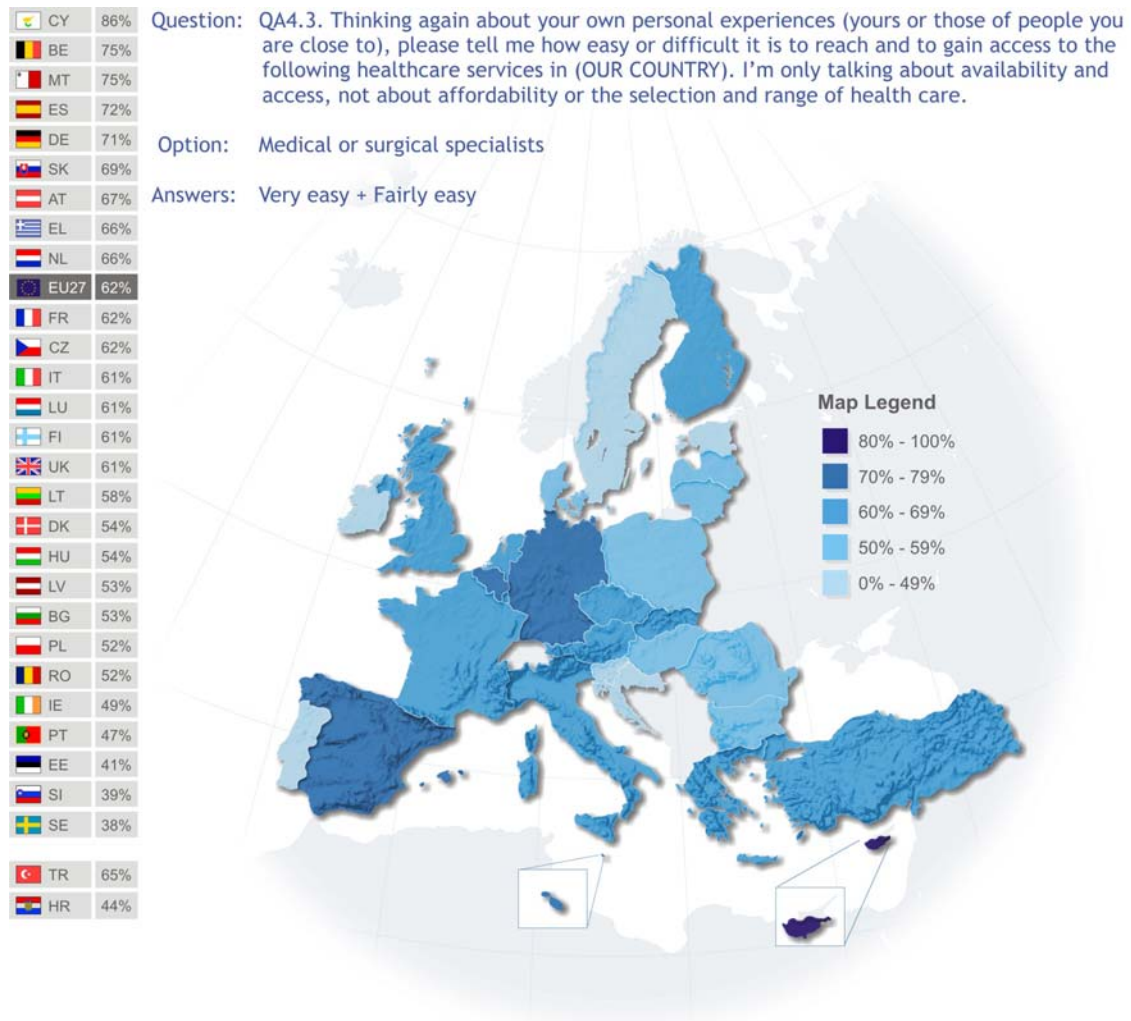 Question: QA4.3. Thinking again about your own personal experiences (yours or those of people you
are close to), please tell me how easy or difficult it is to reach and to gain access to the
following healthcare services in (OUR COUNTRY). I'm only talking about availability and
access, not about affordability or the selection and range of health care.
Option: Medical or surgical specialists
Answers: Very easy + Fairly easy
CY 86%
BE 75%
MT 75%
ES 72%
DE 71%
SK 69%
AT 67%
EL 66%
NL 66%
EU27 62%
FR 62%
CZ 62%
IT 61%
LU 61%
FI 61%
UK 61%
LT 58%
DK 54%
HU 54%
LV 53%
BG 53%
PL 52%
RO 52%
IE 49%
PT 47%
EE 41%
SI 39%
SE 38%
TR 65%
HR 44%
Map Legend
80% - 100%
70% - 79%
60% - 69%
50% - 59%
0% - 49%